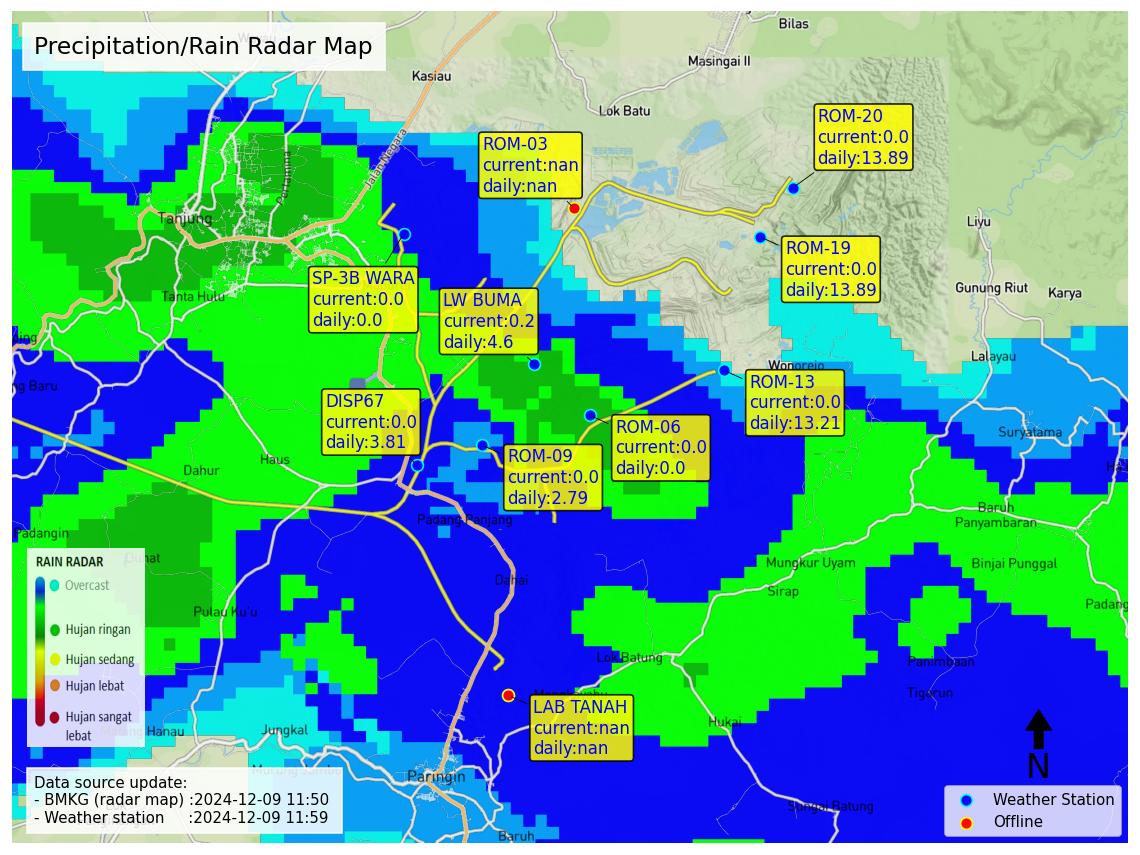 Precipitation/Rain Radar Map
Bilas
Masingai II
Kasiau
Lok Batu
Jalan Negara
Pertamina
Tanjung
Tanta Hulu
ROM-20
current:0.0
daily:13.89
ROM-03
current:nan
daily:nan
Liyu
ROM-19
current:0.0
daily:13.89
SP-3B WARA
current:0.0
daily:0.0
LW BUMA
current:0.2
daily:4.6
Gunung Riut
Karya
Lalayau
Wonorejo
ng Baru
ROM-13
current:0.0
daily:13.21
DISP67
current:0.0
daily:3.81
ROM-06
current:0.0
daily:0.0
Suryatama
ROM-09
current:0.0
daily:2.79
Haus
Dahur
Padang Panjang
Baruh
Panyambaran
Padangin
Mungkur Uyam
Binjai Punggal
Dahai
Sirap
Padang
Pulau Ku'u
Lok Batung
Panimbaan
Tigarun
LAB TANAH
current:nan
daily:nan
Hukai
Jungkal
Paringin
Sungai Batung
Baruh
RAIN RADAR
Overcast
Hujan ringan
Hujan sedang
Hujan lebat
Hujan sangat
lebat
Data source update:
- BMKG (radar map) :2024-12-09 11:50
- Weather station :2024-12-09 11:59
N
Weather Station
Offline